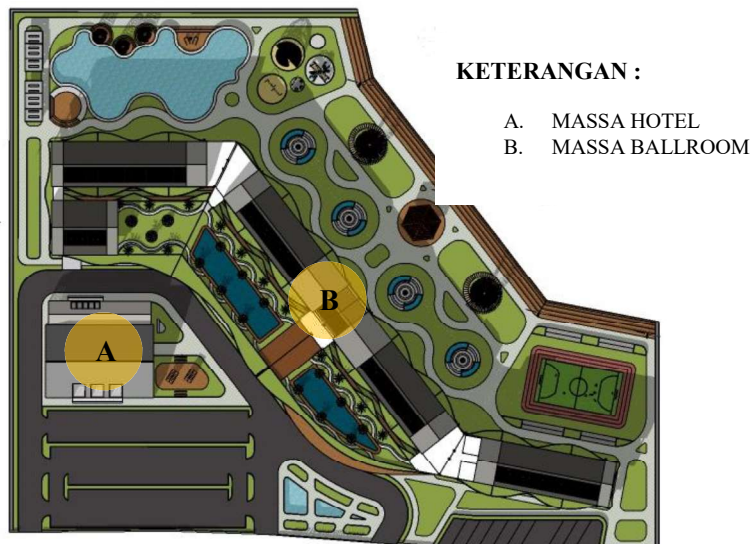 KETERANGAN :
A. MASSA HOTEL
B. MASSA BALLROOM
B
A